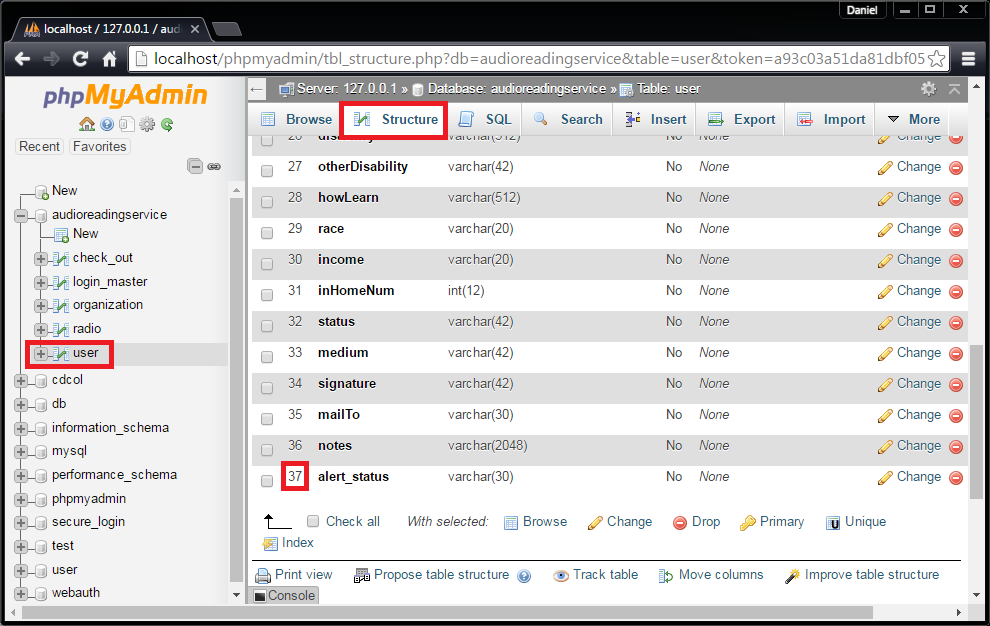 Daniel
localhost / 127.0.0.1 / aud
localhost/phpmyadmin/tbl_structure.php?db=audioreadingservice&table=user&token=a93c03a51da81dbf05
phpMyAdmin
Recent Favorites
New
audioreadingservice
New
check_out
login_master
organization
radio
user
cdcol
db
information_schema
mysql
performance_schema
phpmyadmin
secure_login
test
user
webauth
Server: 127.0.0.1 » Database: audioreadingservice » Table: user
Browse Structure SQL Search Insert Export Import More
Change
27 otherDisability varchar(42) No None Change
28 howLearn varchar(512) No None Change
29 race varchar(20) No None Change
30 income varchar(20) No None Change
31 inHomeNum int(12) No None Change
32 status varchar(42) No None Change
33 medium varchar(42) No None Change
34 signature varchar(42) No None Change
35 mailTo varchar(30) No None Change
36 notes varchar(2048) No None Change
37 alert_status varchar(30) No None Change
Check all With selected: Browse Change Drop Primary Unique
Index
Print view Propose table structure Track table Move columns Improve table structure
Console